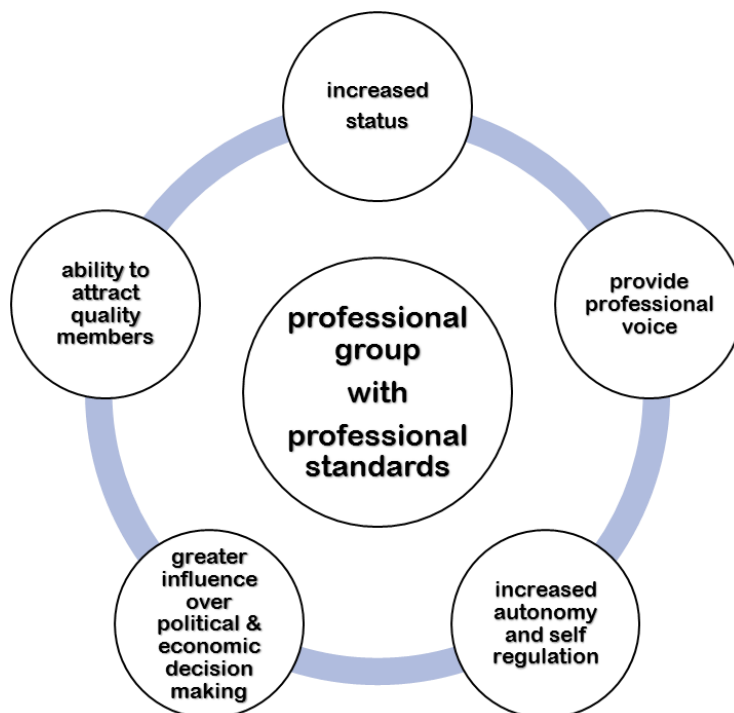 increased
status
provide
professional
voice
increased
autonomy
and self
regulation
greater
influence
over
political &
economic
decision
making
ability to
attract
quality
members
professional
group
with
professional
standards